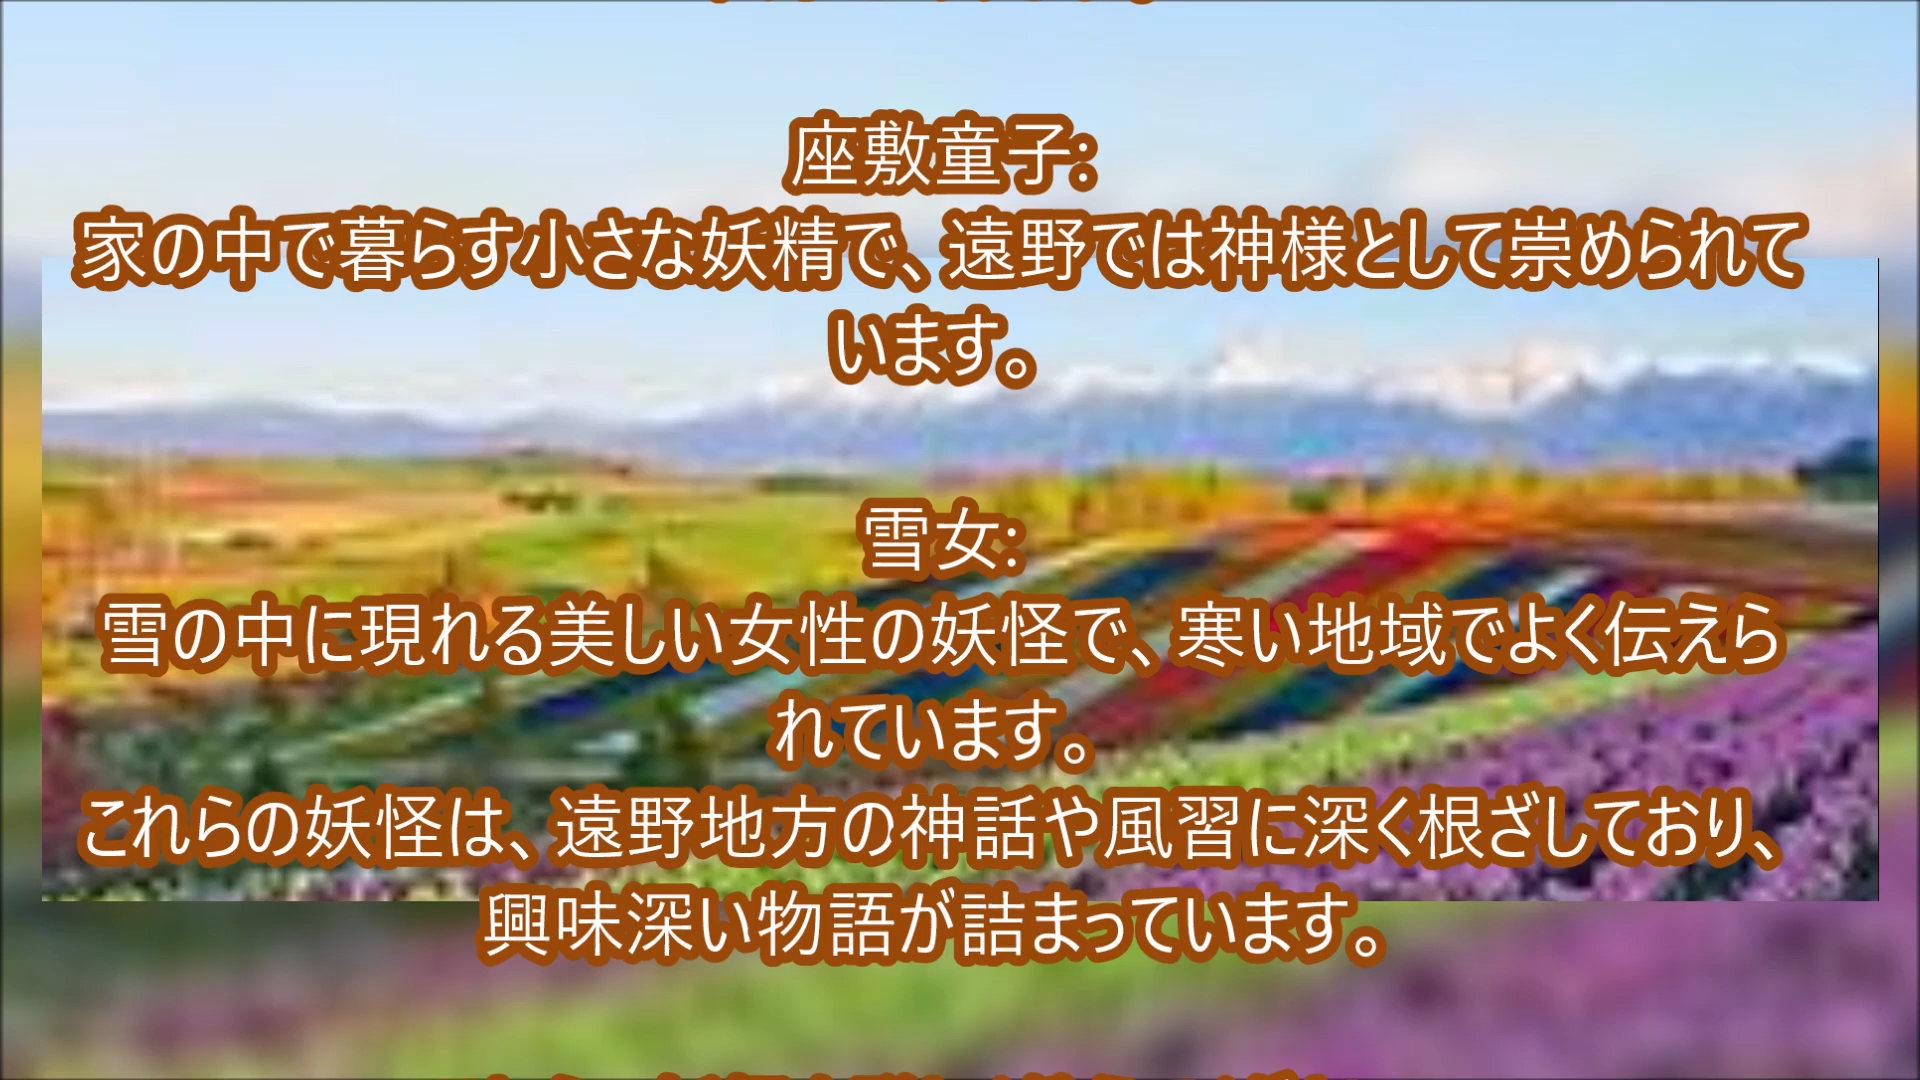 座敷童子:
家の中で暮らす小さな妖精で、遠野では神様として崇められて
います。
雪女:
雪の中に現れる美しい女性の妖怪で、寒い地域でよく伝えら
れています。
これらの妖怪は、遠野地方の神話や風習に深く根ざしており、
興味深い物語が詰まっています。